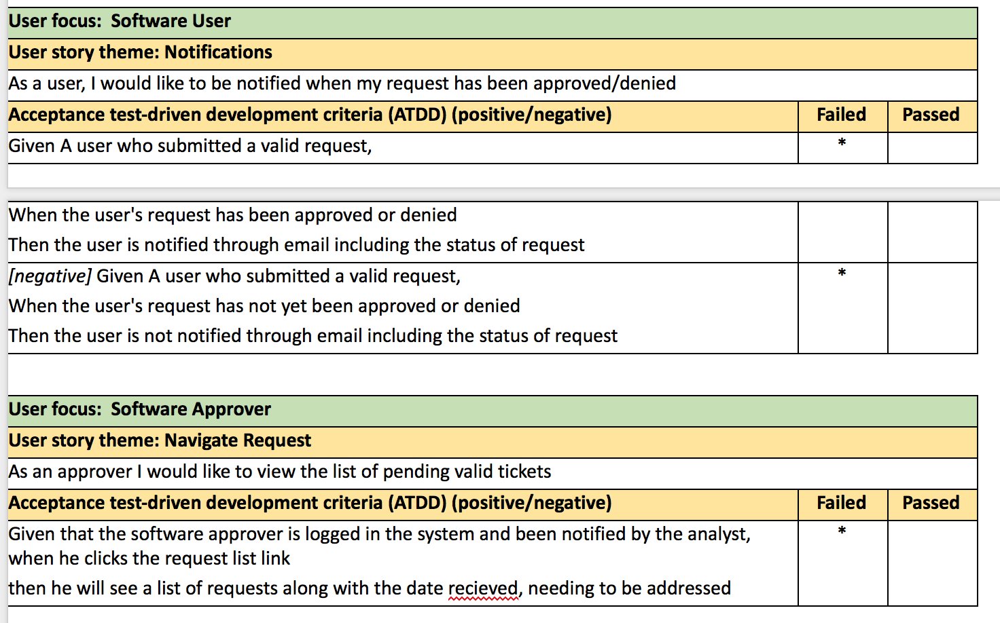 User focus:  Software User
User story theme: Notifications
As a user, I would like to be notified when my request has been approved/denied
Acceptance test-driven development criteria (ATDD) (positive/negative) Failed Passed
Given A user who submitted a valid request, *
When the user's request has been approved or denied
Then the user is notified through email including the status of request
[negative] Given A user who submitted a valid request, *
When the user's request has not yet been approved or denied
Then the user is not notified through email including the status of request
User focus:  Software Approver
User story theme: Navigate Request
As an approver I would like to view the list of pending valid tickets
Acceptance test-driven development criteria (ATDD) (positive/negative) Failed Passed
Given that the software approver is logged in the system and been notified by the analyst, *
when he clicks the request list link
then he will see a list of requests along with the date recieved, needing to be addressed